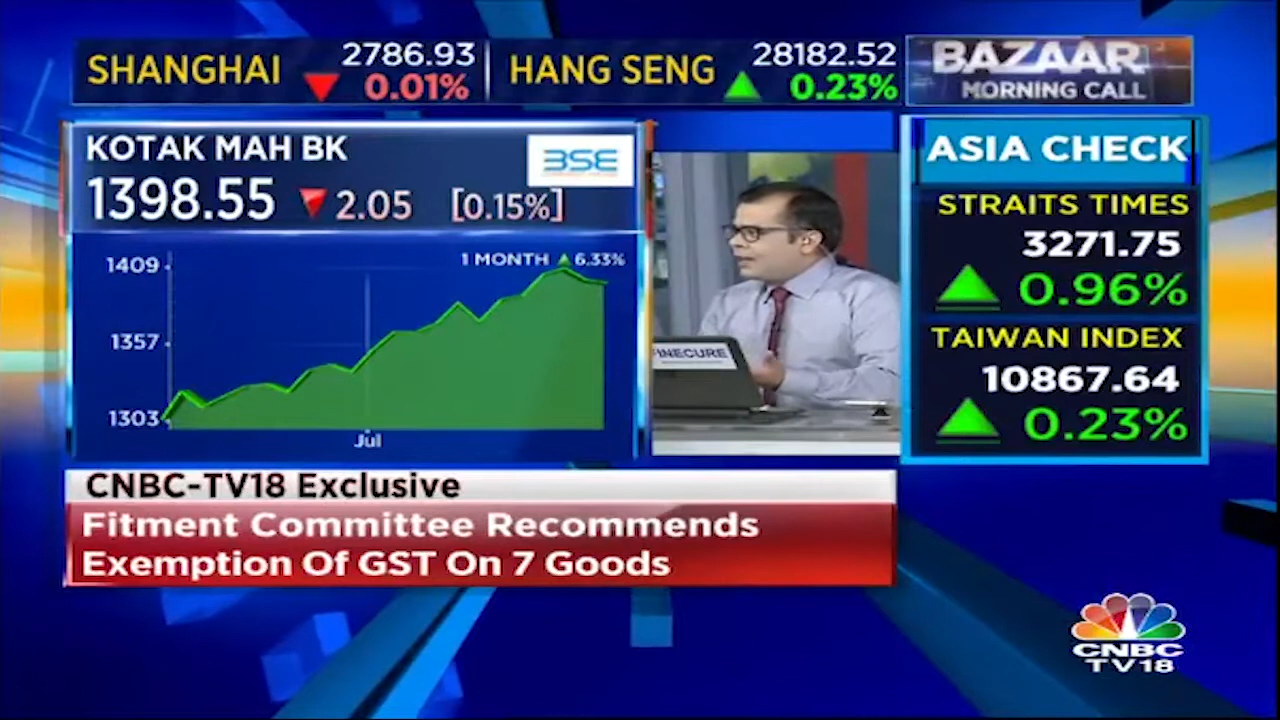 SHANGHAI 2786.93 0.01%
HANG SENG 28182.52 0.23%
BAZAAR
MORNING CALL
KOTAK MAH BK
BSE
1398.55 2.05 [0.15%]
1 MONTH 6.33%
1409
1357
1303
Jul
FINECURE
ASIA CHECK
STRAITS TIMES
3271.75
0.96%
TAIWAN INDEX
10867.64
0.23%
CNBC-TV18 Exclusive
Fitment Committee Recommends
Exemption Of GST On 7 Goods
CNBC
TV18